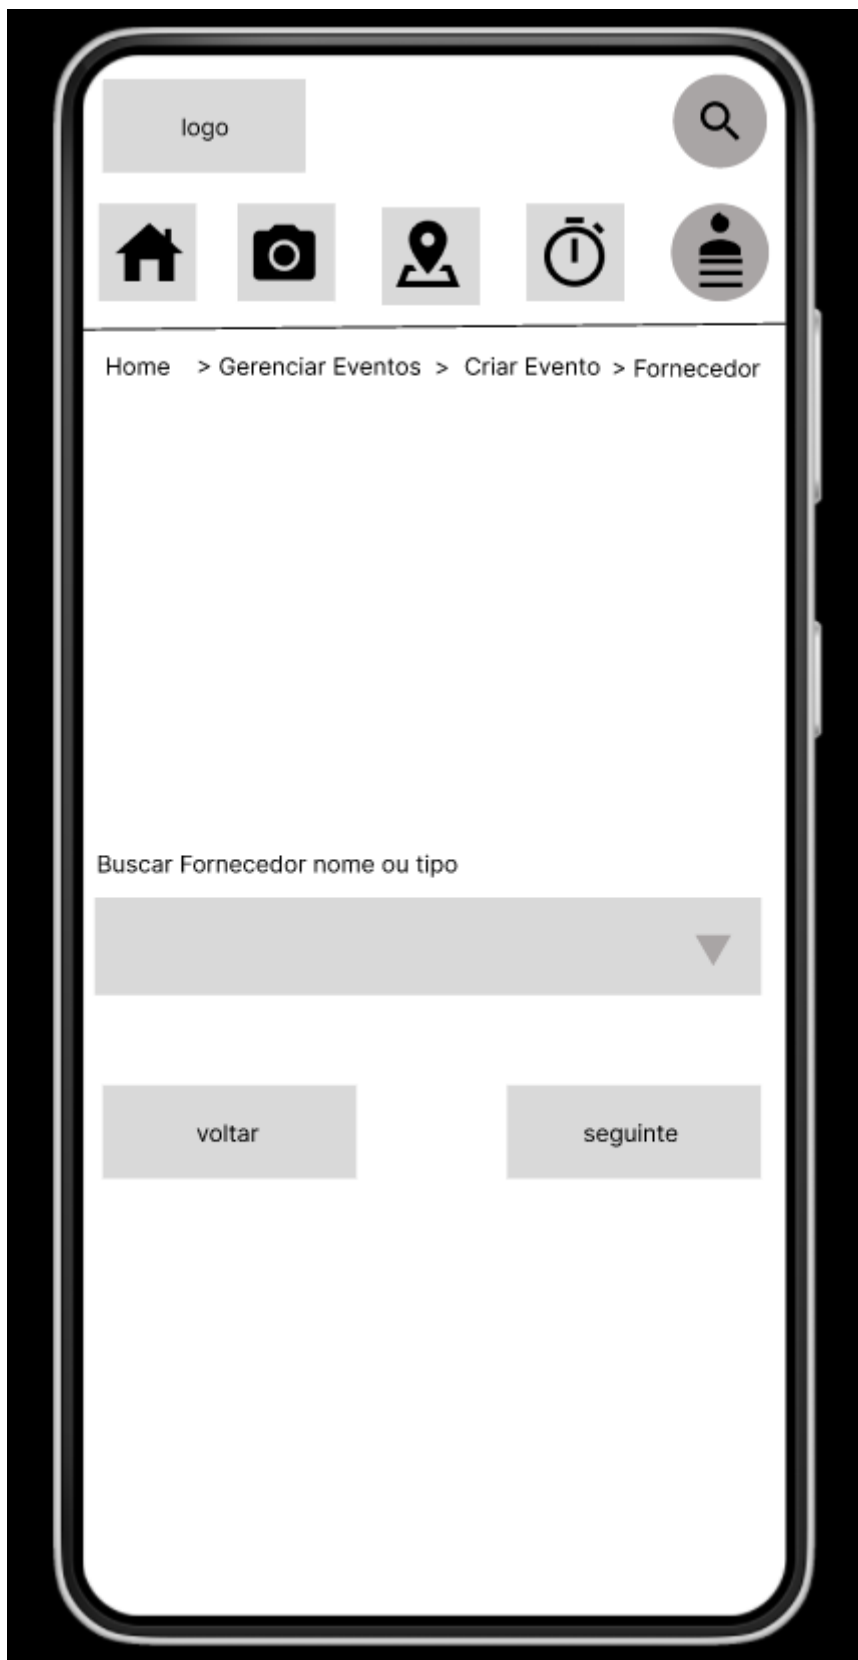 logo
Home > Gerenciar Eventos > Criar Evento > Fornecedor
Buscar Fornecedor nome ou tipo
voltar seguinte